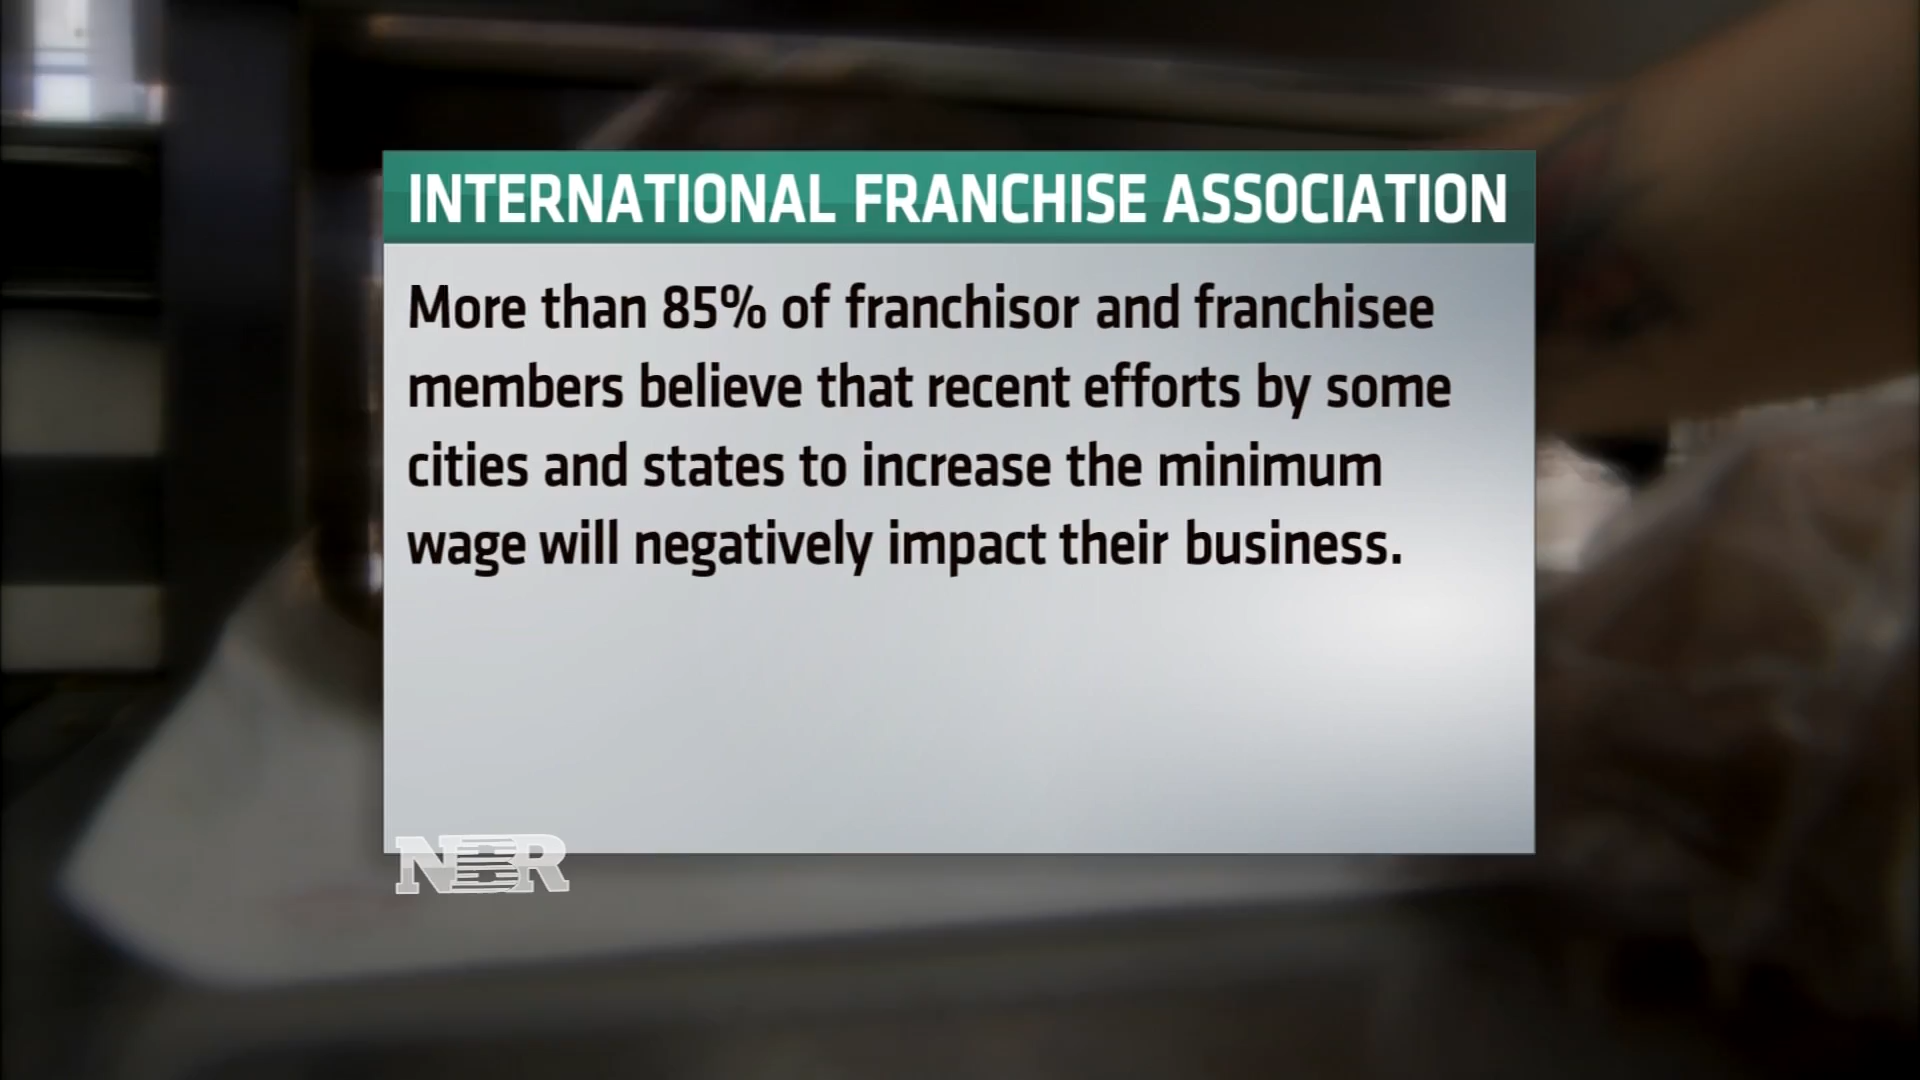 INTERNATIONAL FRANCHISE ASSOCIATION
More than 85% of franchisor and franchisee
members believe that recent efforts by some
cities and states to increase the minimum
wage will negatively impact their business.
NBR